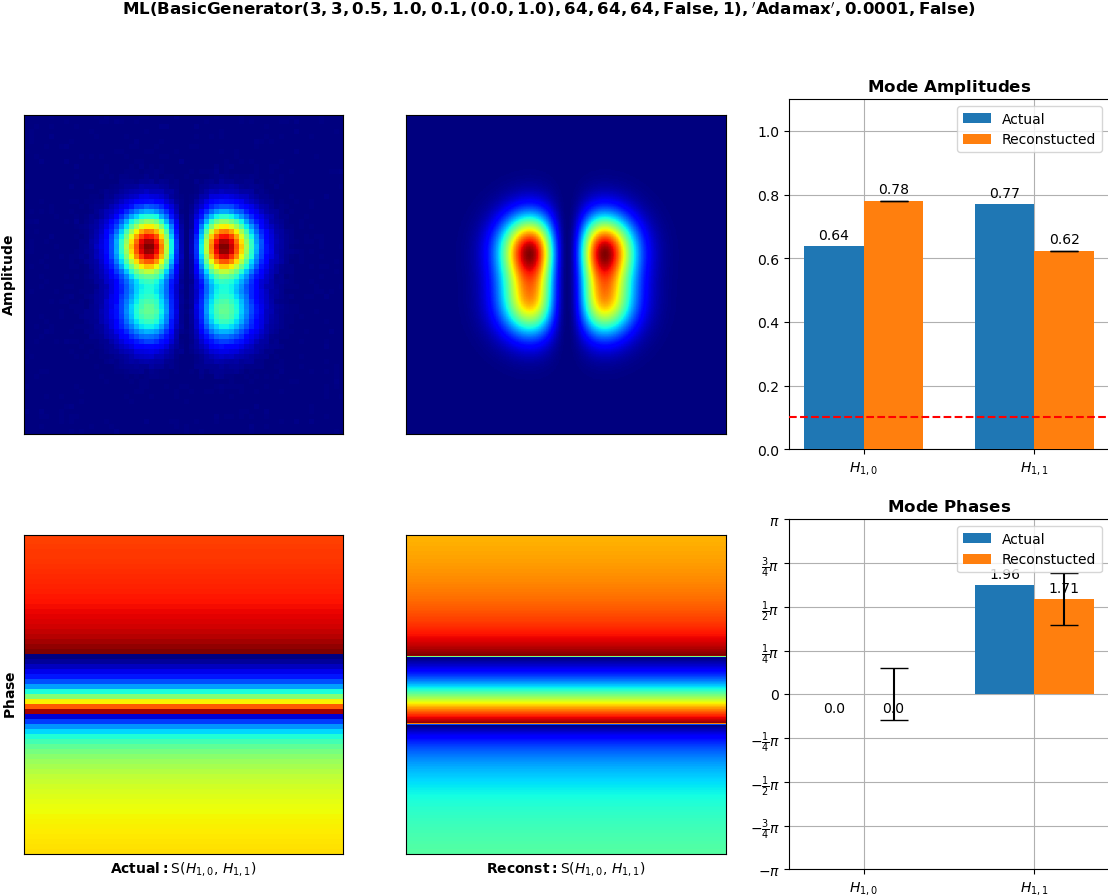 ML(BasicGenerator(3, 3, 0.5, 1.0, 0.1, (0.0, 1.0), 64, 64, 64, False, 1), ′Adamax′, 0.0001, False)
Mode Amplitudes
Amplitude
Actual
Reconstucted
1.0
0.8
0.6
0.4
0.2
0.0
0.64
0.78
0.77
0.62
H1, 0
H1, 1
Mode Phases
Phase
Actual
Reconstucted
π
3/4π
1/2π
1/4π
0
−1/4π
−1/2π
−3/4π
−π
0.0
0.0
1.96
1.71
H1, 0
H1, 1
Actual: S(H1, 0, H1, 1)
Reconst: S(H1, 0, H1, 1)